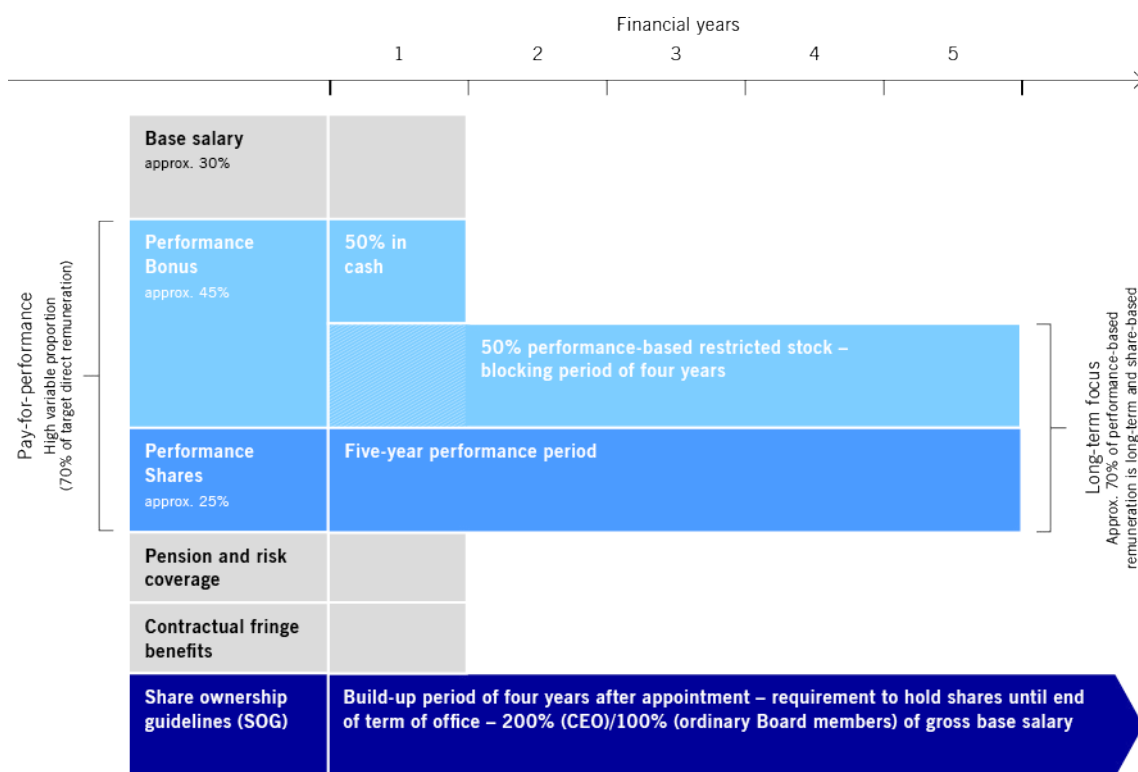 Financial years
1 2 3 4 5
Base salary
approx. 30%
Pay-for-performance
High variable proportion
(70% of target direct remuneration)
Performance
Bonus
approx. 45%
50% in
cash
50% performance-based restricted stock –
blocking period of four years
Performance
Shares
approx. 25%
Five-year performance period
Long-term focus
Approx. 70% of performance-based
remuneration is long-term and share-based
Pension and risk
coverage
Contractual fringe
benefits
Share ownership
guidelines (SOG)
Build-up period of four years after appointment – requirement to hold shares until end
of term of office – 200% (CEO)/100% (ordinary Board members) of gross base salary